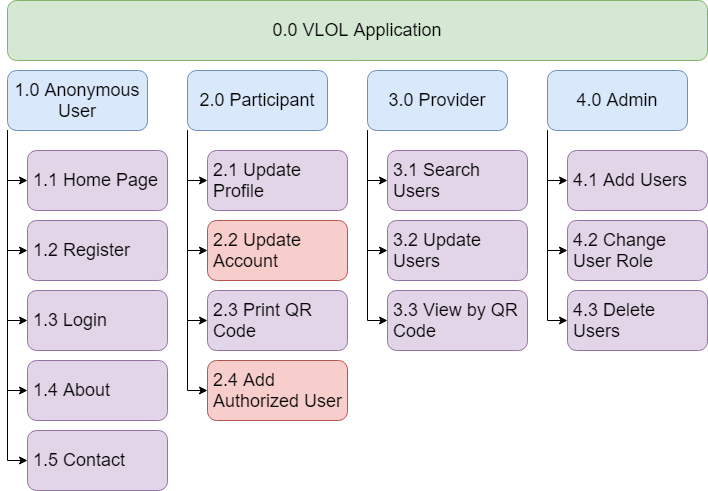 0.0 VLOL Application
1.0 Anonymous
User
1.1 Home Page
1.2 Register
1.3 Login
1.4 About
1.5 Contact
2.0 Participant
2.1 Update
Profile
2.2 Update
Account
2.3 Print QR
Code
2.4 Add
Authorized User
3.0 Provider
3.1 Search
Users
3.2 Update
Users
3.3 View by QR
Code
4.0 Admin
4.1 Add Users
4.2 Change
User Role
4.3 Delete
Users